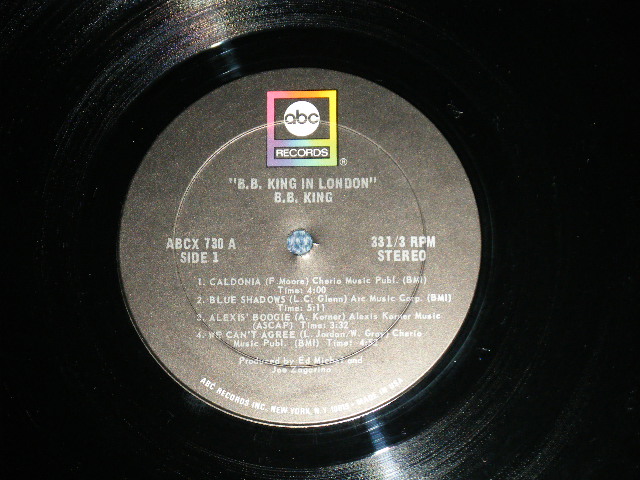 abc
RECORDS
®
"B.B. KING IN LONDON"
B.B. KING
ABCX 730 A
SIDE 1
33 1/3 RPM
STEREO
1. CALDONIA (F. Moore) Cherio Music Publ. (BMI)
Time: 4:00
2. BLUE SHADOWS (L.C. Glenn) Arc Music Corp. (BMI)
Time: 5:11
3. ALEXIS' BOOGIE (A. Korner) Alexis Korner Music
(ASCAP) Time: 3:32
4. WE CAN'T AGREE (L. Jordan/W. Gray) Cherio
Music Publ. (BMI) Time:
Produced by Ed Michel and
Joe Zagarino
ABC RECORDS INC. NEW YORK, N.Y. MADE IN USA